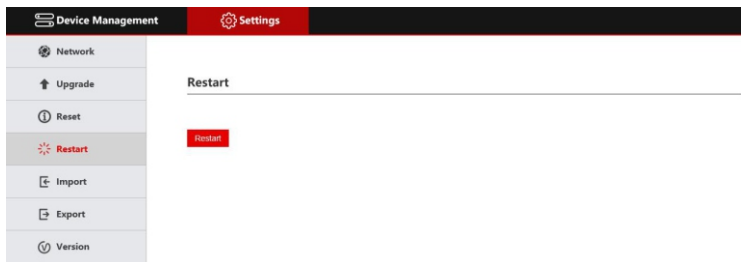 Device Management
Settings
Network
Upgrade
Reset
Restart
Import
Export
Version
Restart
Restart